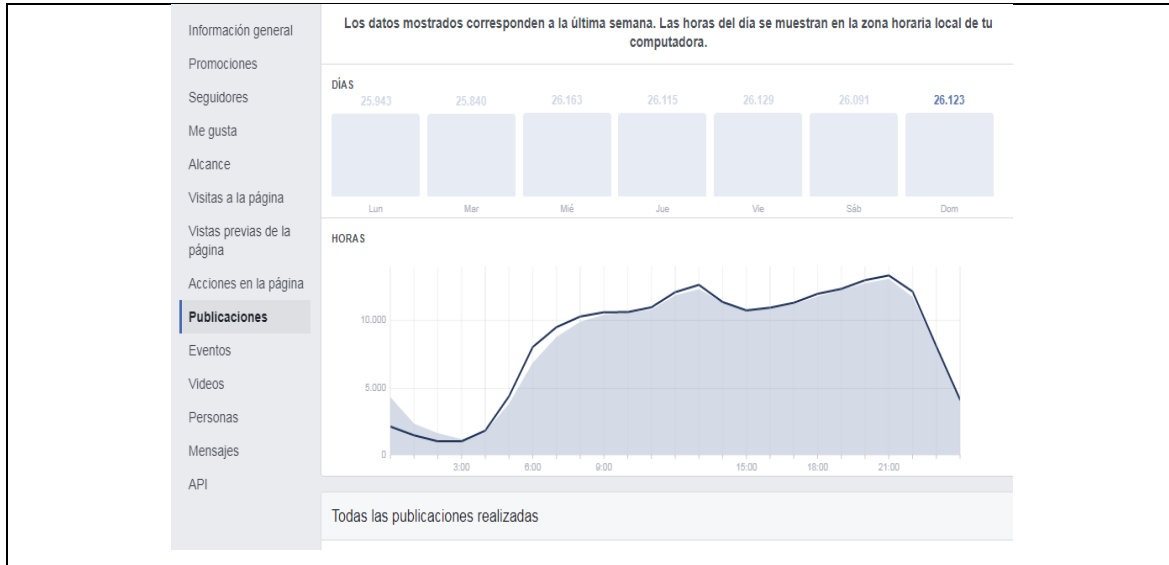 Información general
Promociones
Seguidores
Me gusta
Alcance
Visitas a la página
Vistas previas de la
página
Acciones en la página
Publicaciones
Eventos
Videos
Personas
Mensajes
API
Los datos mostrados corresponden a la última semana. Las horas del día se muestran en la zona horaria local de tu
computadora.
DÍAS
25.943 25.840 26.163 26.115 26.129 26.091 26.123
Lun Mar Mié Jue Vie Sáb Dom
HORAS
10.000
5.000
0
3:00 6:00 9:00 15:00 18:00 21:00
Todas las publicaciones realizadas